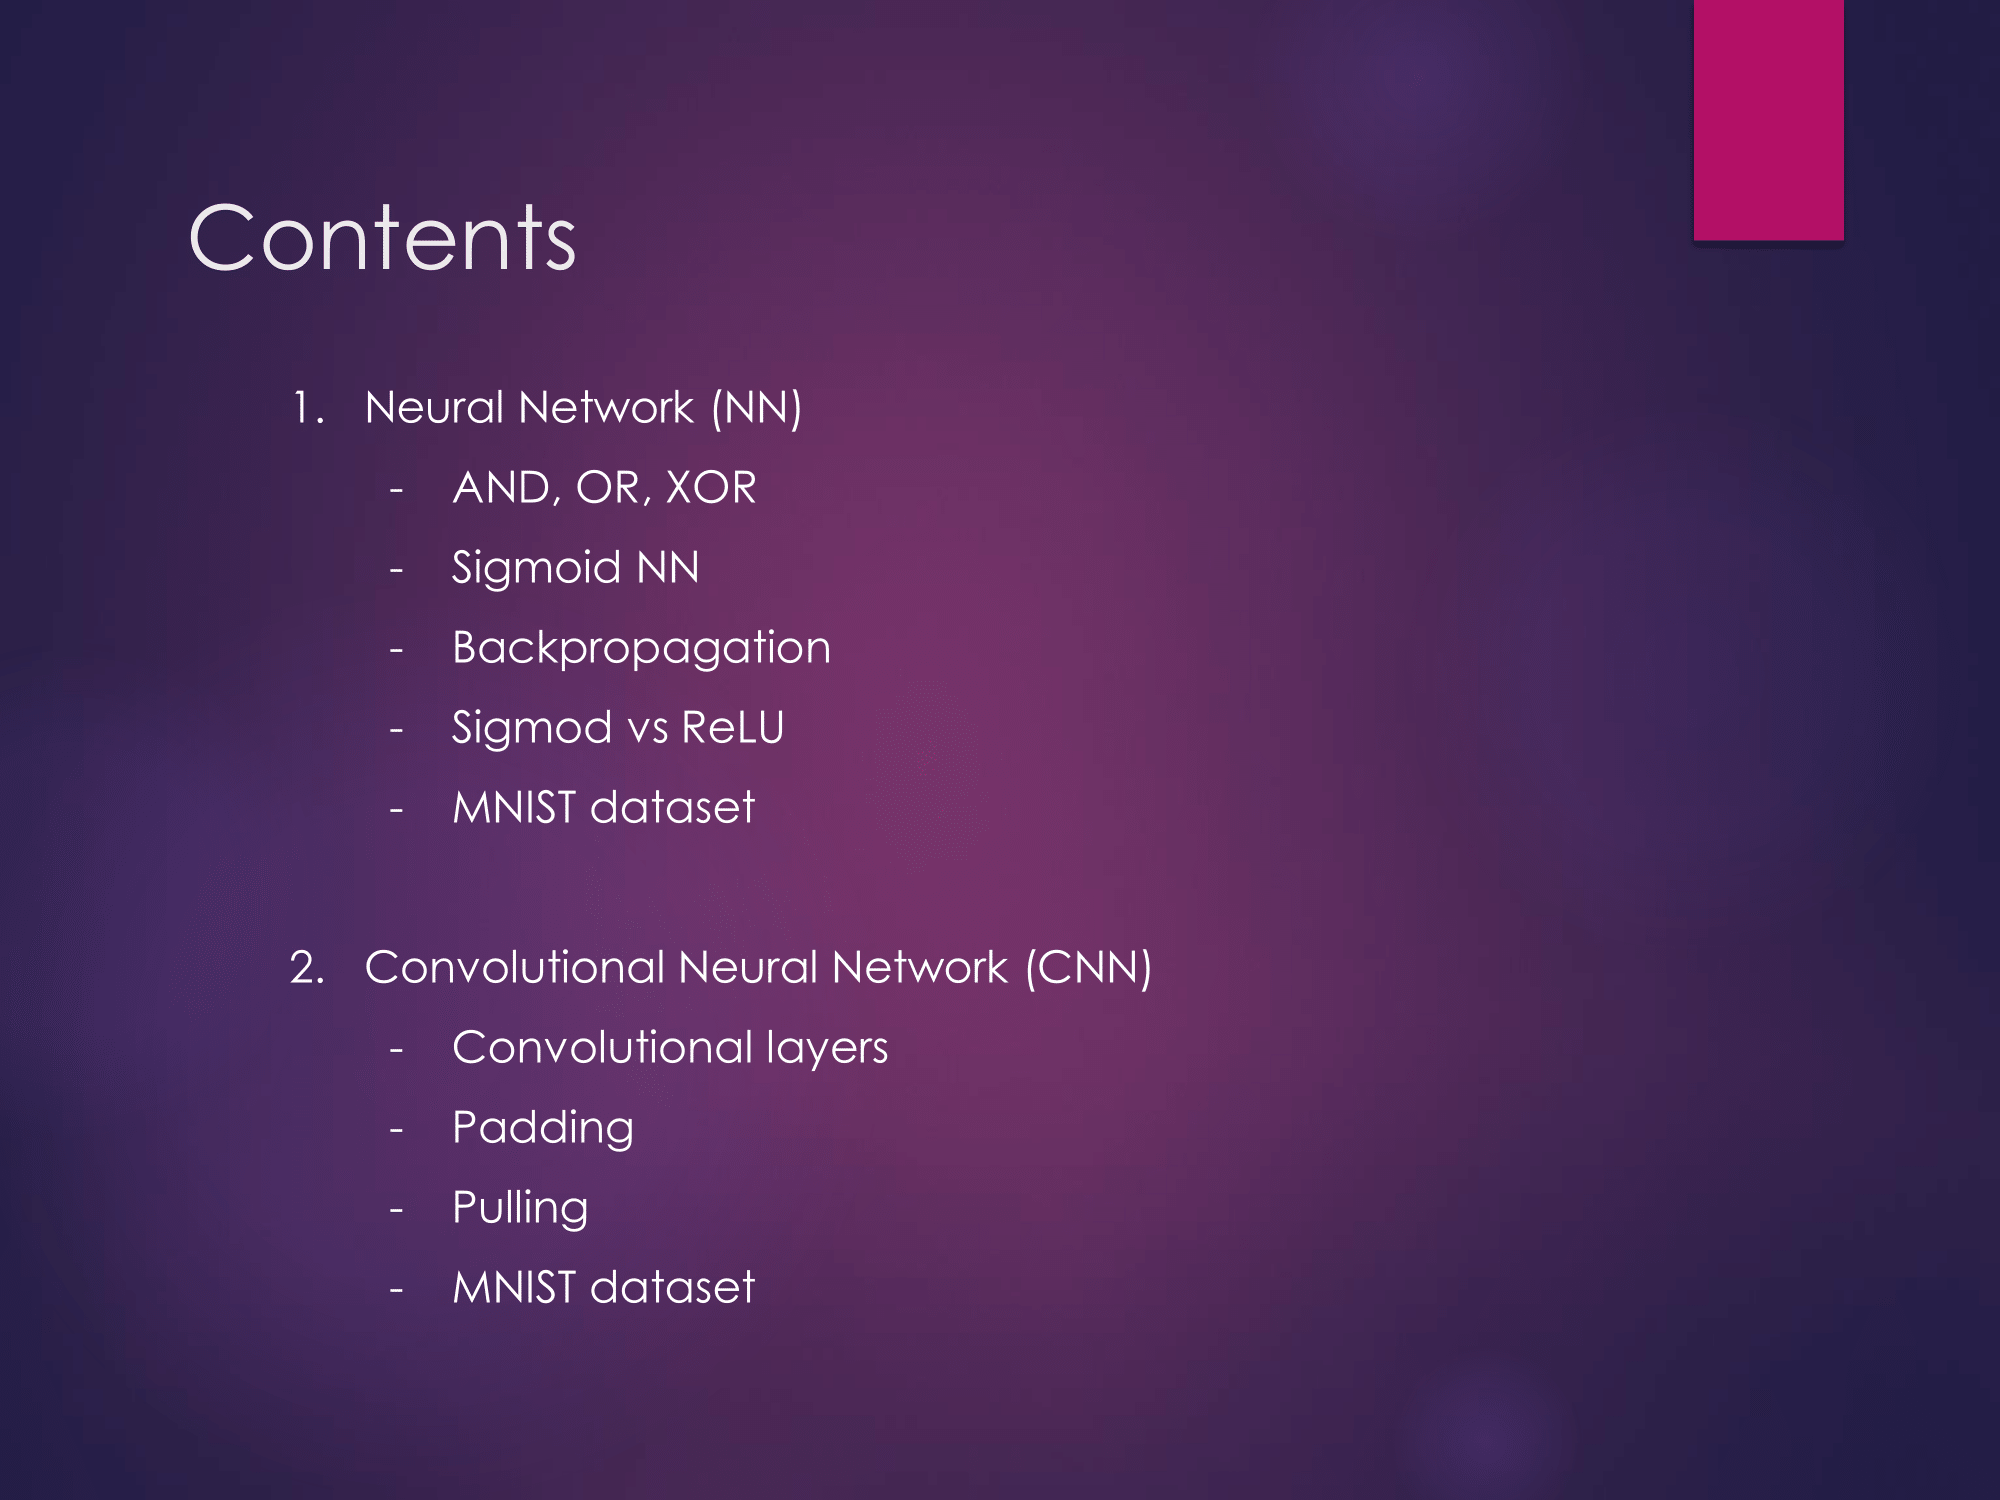 Contents
1. Neural Network (NN)
- AND, OR, XOR
- Sigmoid NN
- Backpropagation
- Sigmod vs ReLU
- MNIST dataset
2. Convolutional Neural Network (CNN)
- Convolutional layers
- Padding
- Pulling
- MNIST dataset